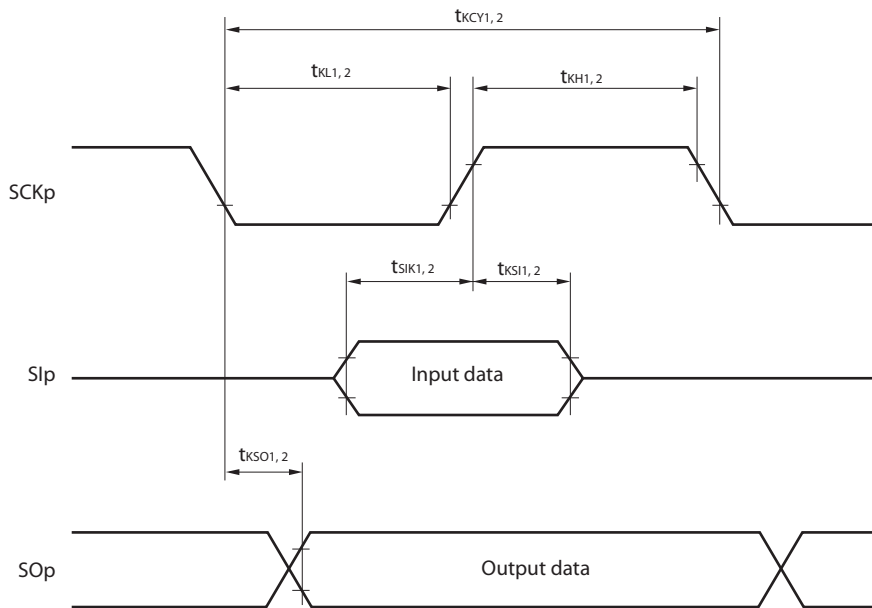 tKCY1, 2
tKL1, 2
tKH1, 2
SCKp
tSIK1, 2
tKSI1, 2
SIp
Input data
tKSO1, 2
SOp
Output data